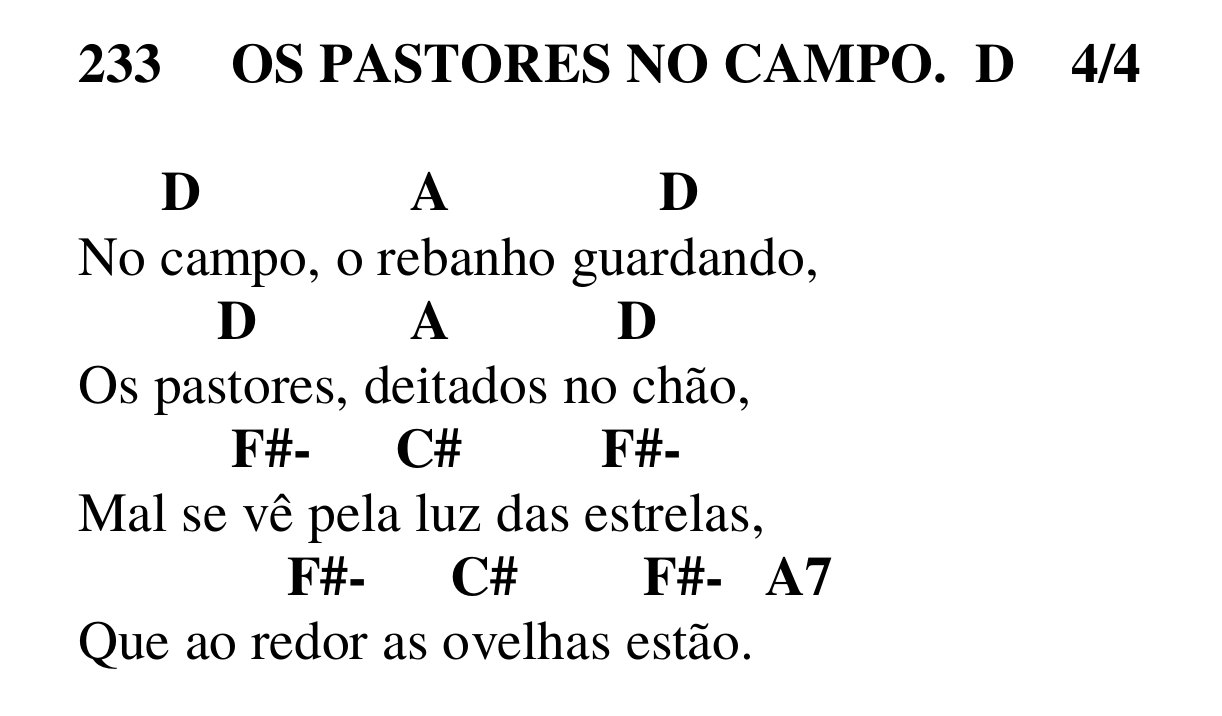 233 OS PASTORES NO CAMPO. D 4/4
D A D
No campo, o rebanho guardando,
D A D
Os pastores, deitados no chão,
F#- C# F#-
Mal se vê pela luz das estrelas,
F#- C# F#- A7
Que ao redor as ovelhas estão.